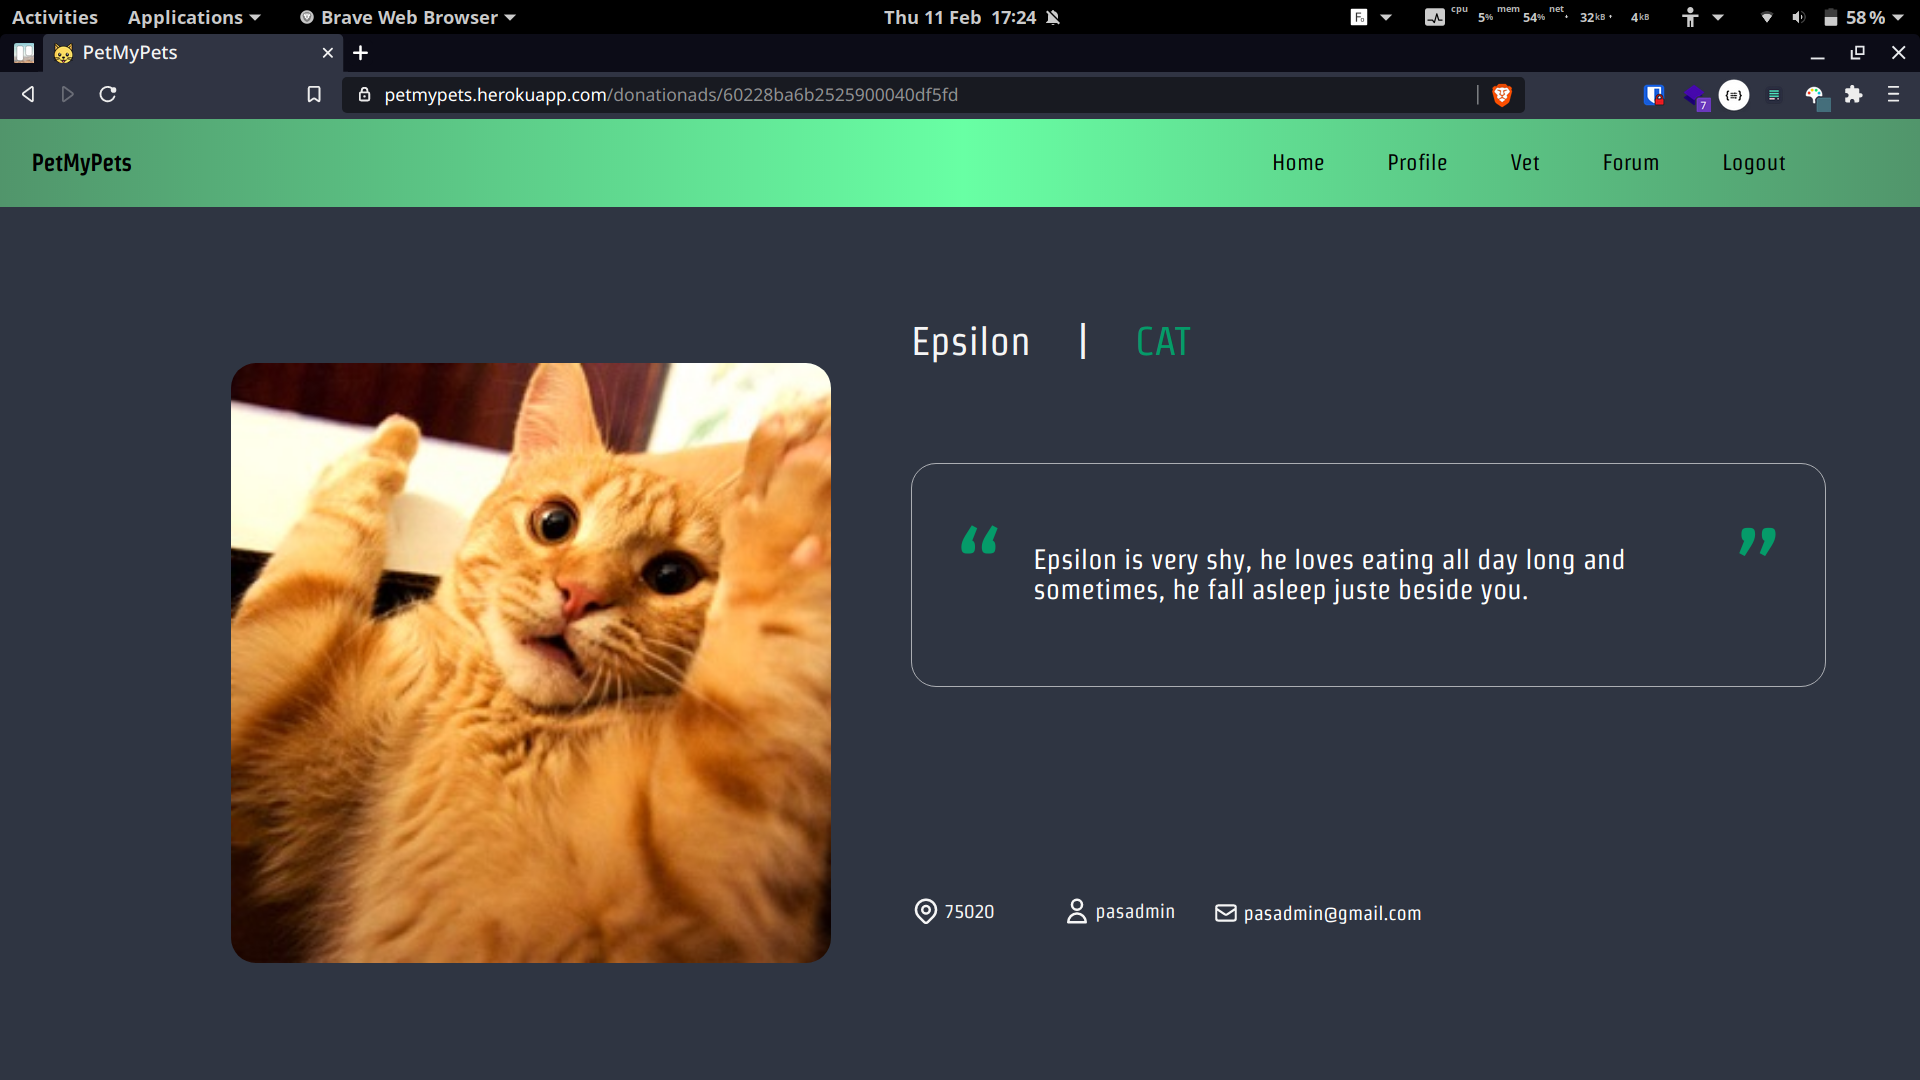 Activities Applications Brave Web Browser Thu 11 Feb 17:24 cpu 5% mem 54% net 32kB 4kB 58 %
PetMyPets
petmypets.herokuapp.com/donationads/60228ba6b2525900040df5fd 7
PetMyPets Home Profile Vet Forum Logout
Epsilon | CAT
“ Epsilon is very shy, he loves eating all day long and ”
sometimes, he fall asleep juste beside you.
75020 pasadmin pasadmin@gmail.com